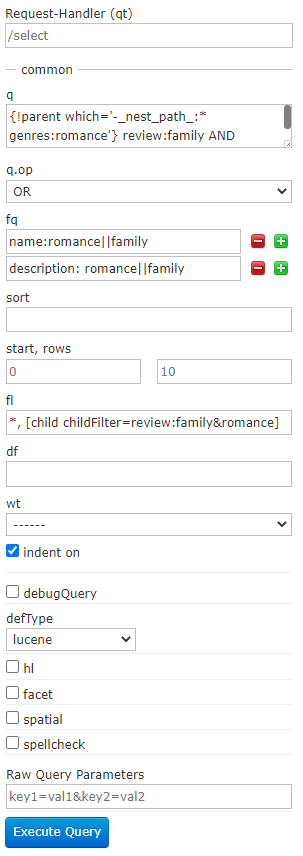 Request-Handler (qt)
/select
common
q
{!parent which='-_nest_path_:*
genres:romance'} review:family AND
q.op
OR
fq
name:romance||family
description: romance||family
sort
start, rows
0 10
fl
*, [child childFilter=review:family&romance]
df
wt
------
indent on
debugQuery
defType
lucene
hl
facet
spatial
spellcheck
Raw Query Parameters
key1=val1&key2=val2
Execute Query